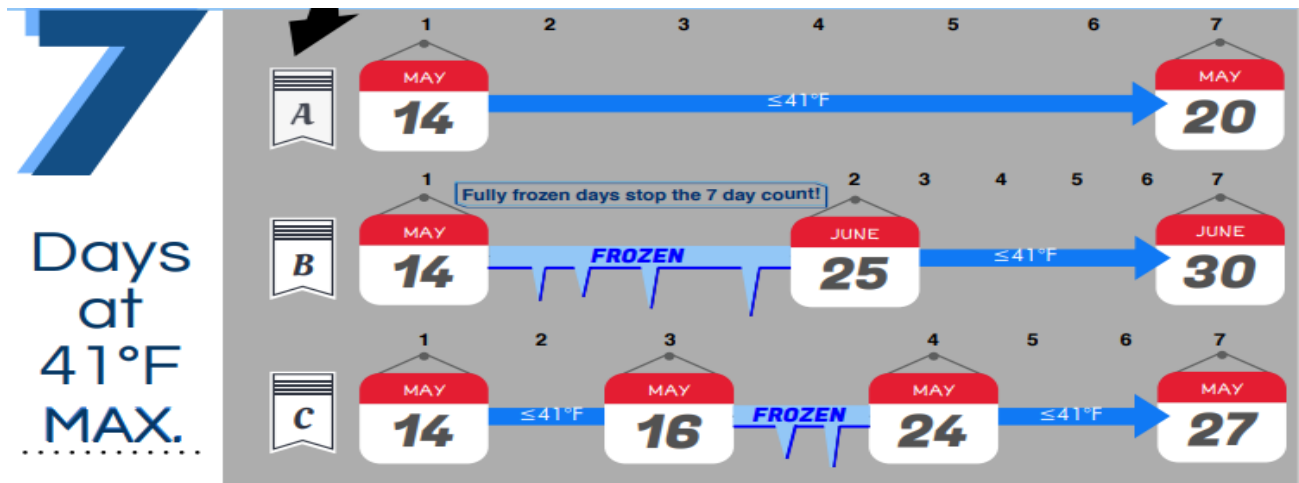 7
Days
at
41°F
MAX.
1 2 3 4 5 6 7
A
MAY
14
≤41°F
MAY
20
1 2 3 4 5 6 7
Fully frozen days stop the 7 day count!
B
MAY
14
FROZEN
JUNE
25
≤41°F
JUNE
30
1 2 3 4 5 6 7
C
MAY
14
≤41°F
MAY
16
FROZEN
MAY
24
≤41°F
MAY
27